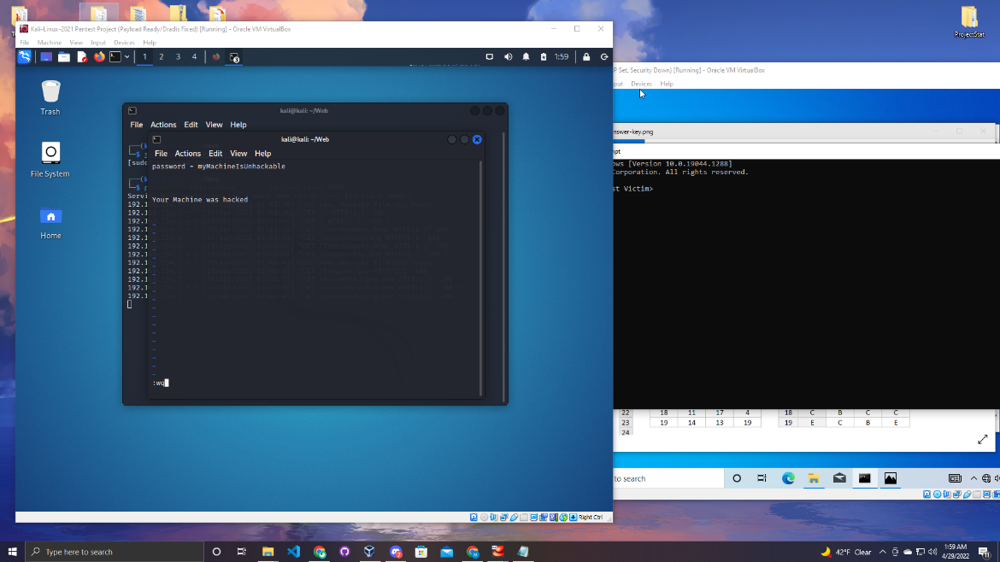 ProjectStat
Kali-Linux-2021 Pentest Project (Payload Ready/Dradis Fixed) [Running] - Oracle VM VirtualBox
File Machine View Input Devices Help
1 2 3 4 1:59
Trash
File System
Home
kali@kali: ~/Web
File Actions Edit View Help
[sudo
Servi
192.1
192.1
192.1
192.1
192.1
192.1
192.1
192.1
192.1
192.1
192.1
192.1
192.1
kali@kali: ~/Web
File Actions Edit View Help
password = myMachineIsUnhackable
Your Machine was hacked
:wq
Right Ctrl
P Set, Security Down) [Running] - Oracle VM VirtualBox
put Devices Help
nswer-key.png
mpt
ows [Version 10.0.19044.1288]
Corporation. All rights reserved.
st Victim>
22 18 11 17 4 18 C B C C
23 19 14 13 19 19 E C B E
24
to search
Type here to search
42°F Clear
1:59 AM
4/29/2022
11